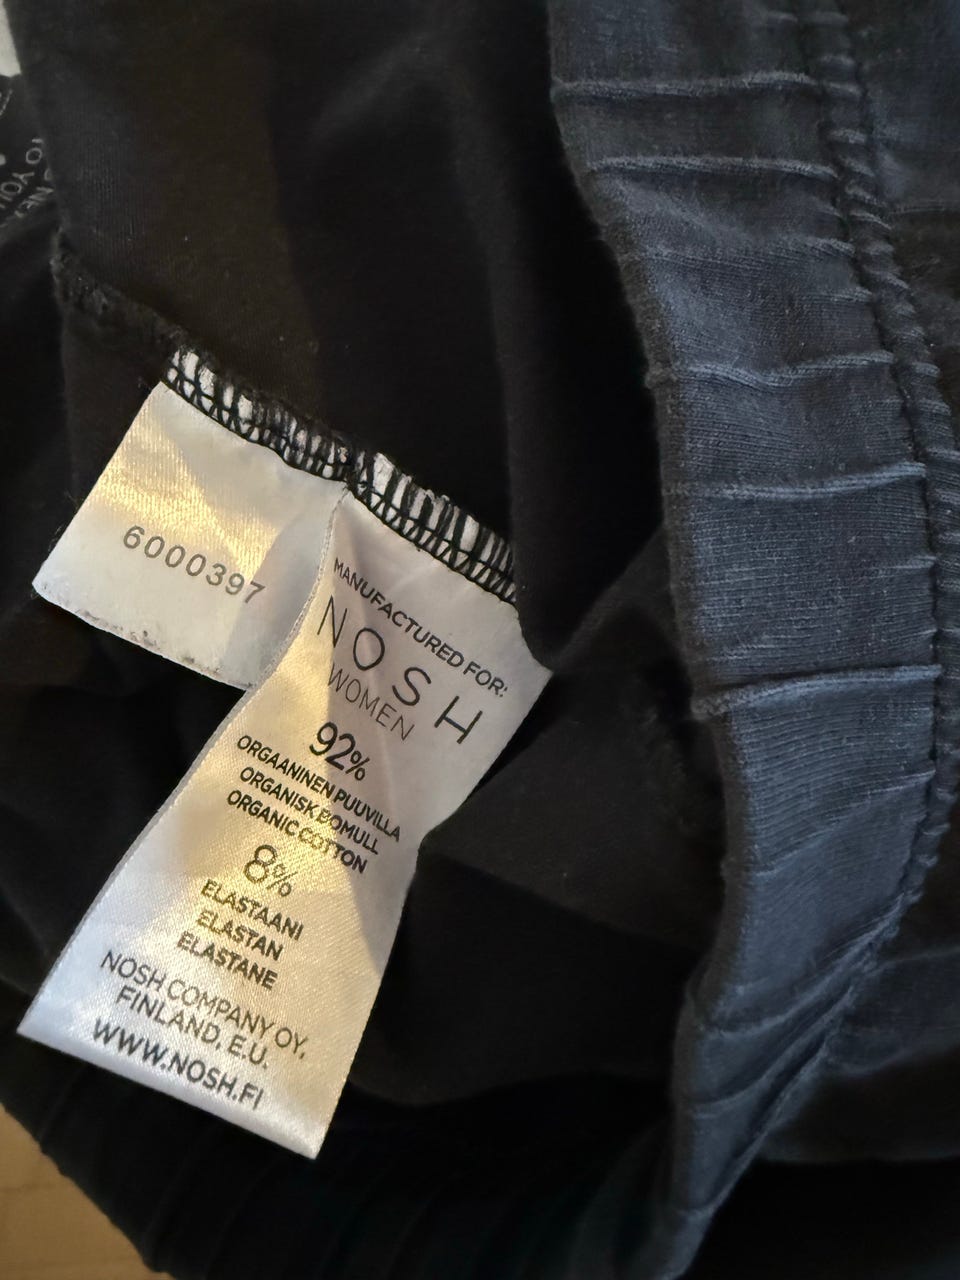 6000397
MANUFACTURED FOR:
NOSH
WOMEN
92%
ORGAANINEN PUUVILLA
ORGANISK BOMULL
ORGANIC COTTON
8%
ELASTAANI
ELASTAN
ELASTANE
NOSH COMPANY OY.
FINLAND. E.U.
WWW.NOSH.FI